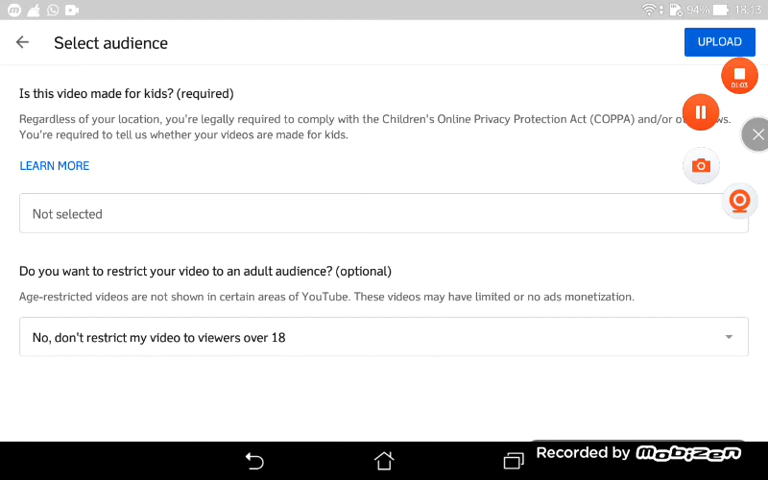 94% 18.13
Select audience
UPLOAD
01:03
Is this video made for kids? (required)
Regardless of your location, you're legally required to comply with the Children's Online Privacy Protection Act (COPPA) and/or
You're required to tell us whether your videos are made for kids.
LEARN MORE
Not selected
Do you want to restrict your video to an adult audience? (optional)
Age-restricted videos are not shown in certain areas of YouTube. These videos may have limited or no ads monetization.
No, don't restrict my video to viewers over 18
Recorded by mobizen